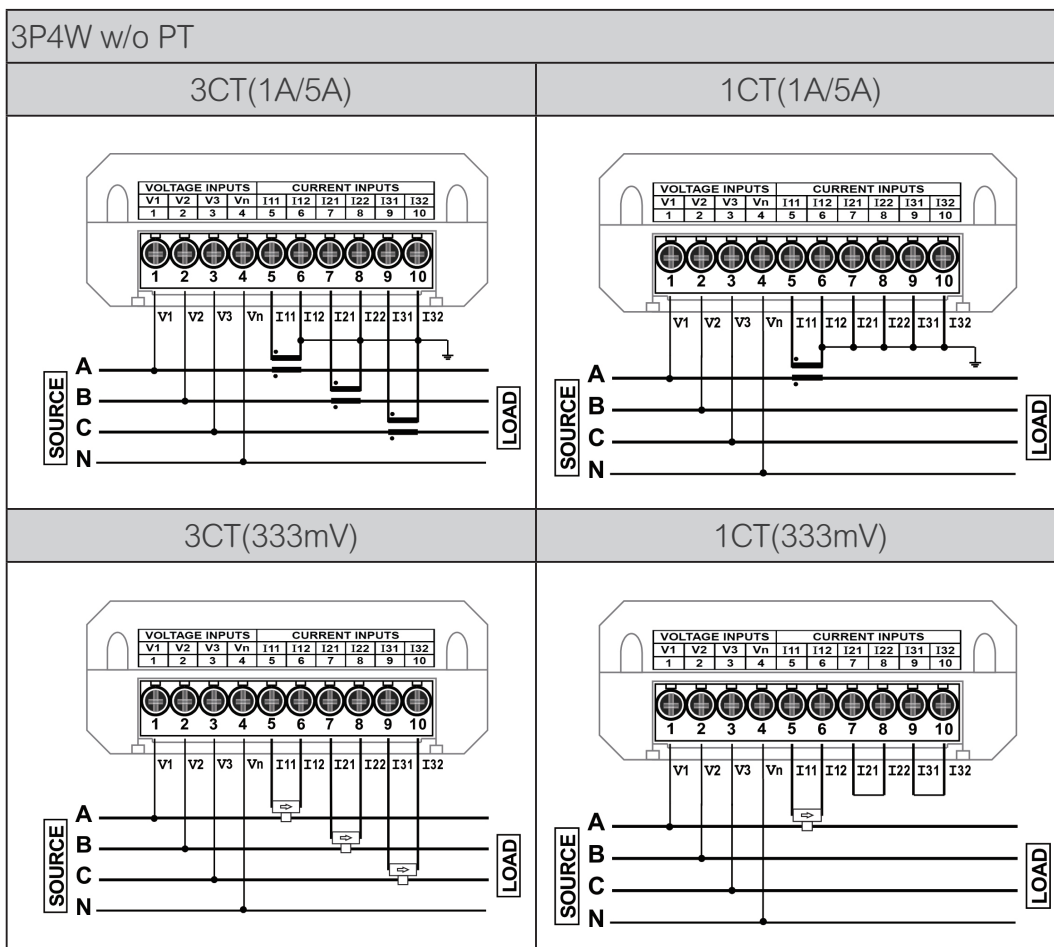 3P4W w/o PT
3CT(1A/5A)
1CT(1A/5A)
VOLTAGE INPUTS CURRENT INPUTS
V1 V2 V3 Vn I11 I12 I21 I22 I31 I32
1 2 3 4 5 6 7 8 9 10
1 2 3 4 5 6 7 8 9 10
V1 V2 V3 Vn I11 I12 I21 I22 I31 I32
SOURCE
A
B
C
N
LOAD
VOLTAGE INPUTS CURRENT INPUTS
V1 V2 V3 Vn I11 I12 I21 I22 I31 I32
1 2 3 4 5 6 7 8 9 10
1 2 3 4 5 6 7 8 9 10
V1 V2 V3 Vn I11 I12 I21 I22 I31 I32
SOURCE
A
B
C
N
LOAD
3CT(333mV)
1CT(333mV)
VOLTAGE INPUTS CURRENT INPUTS
V1 V2 V3 Vn I11 I12 I21 I22 I31 I32
1 2 3 4 5 6 7 8 9 10
1 2 3 4 5 6 7 8 9 10
V1 V2 V3 Vn I11 I12 I21 I22 I31 I32
SOURCE
A
B
C
N
LOAD
VOLTAGE INPUTS CURRENT INPUTS
V1 V2 V3 Vn I11 I12 I21 I22 I31 I32
1 2 3 4 5 6 7 8 9 10
1 2 3 4 5 6 7 8 9 10
V1 V2 V3 Vn I11 I12 I21 I22 I31 I32
SOURCE
A
B
C
N
LOAD